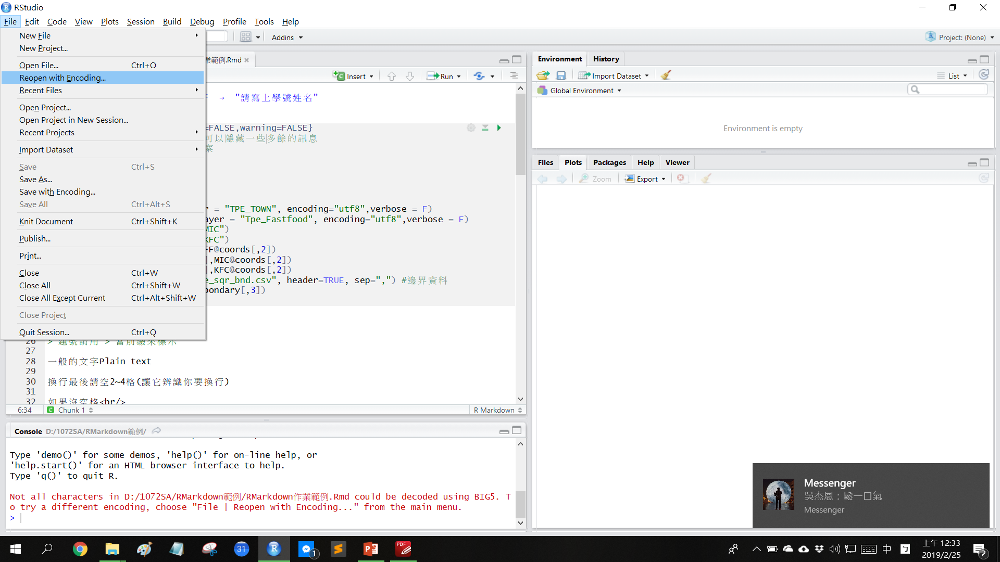 RStudio
File Edit Code View Plots Session Build Debug Profile Tools Help
Addins
Project: (None)
New File
New Project...
Open File... Ctrl+O
Reopen with Encoding...
Recent Files
Open Project...
Open Project in New Session...
Recent Projects
Import Dataset
Save Ctrl+S
Save As...
Save with Encoding...
Save All Ctrl+Alt+S
Knit Document Ctrl+Shift+K
Publish...
Print...
Close Ctrl+W
Close All Ctrl+Shift+W
Close All Except Current Ctrl+Alt+Shift+W
Close Project
Quit Session... Ctrl+Q
業範例.Rmd
Insert Run
→ "請寫上學號姓名"
=FALSE,warning=FALSE}
可以隱藏一些多餘的訊息
案
r = "TPE_TOWN", encoding="utf8",verbose = F)
ayer = "Tpe_Fastfood", encoding="utf8",verbose = F)
MIC")
KFC")
FF@coords[,2])
],MIC@coords[,2])
],KFC@coords[,2])
e_sqr_bnd.csv", header=TRUE, sep=",") #邊界資料
bondary[,3])
26 > 題號請用 > 當前綴來標示
27
28 一般的文字Plain text
29
30 換行最後請空2~4格(讓它辨識你要換行)
31
32 如果沒空格<br/>
6:34 Chunk 1 R Markdown
Console D:/1072SA/RMarkdown範例/
Type 'demo()' for some demos, 'help()' for on-line help, or
'help.start()' for an HTML browser interface to help.
Type 'q()' to quit R.
Not all characters in D:/1072SA/RMarkdown範例/RMarkdown作業範例.Rmd could be decoded using BIG5. T
o try a different encoding, choose "File | Reopen with Encoding..." from the main menu.
>
Environment History
Import Dataset List
Global Environment
Environment is empty
Files Plots Packages Help Viewer
Zoom Export
Messenger
吳杰恩：鬆一口氣
Messenger
31
1
PDF
中
上午 12:33
2019/2/25
2